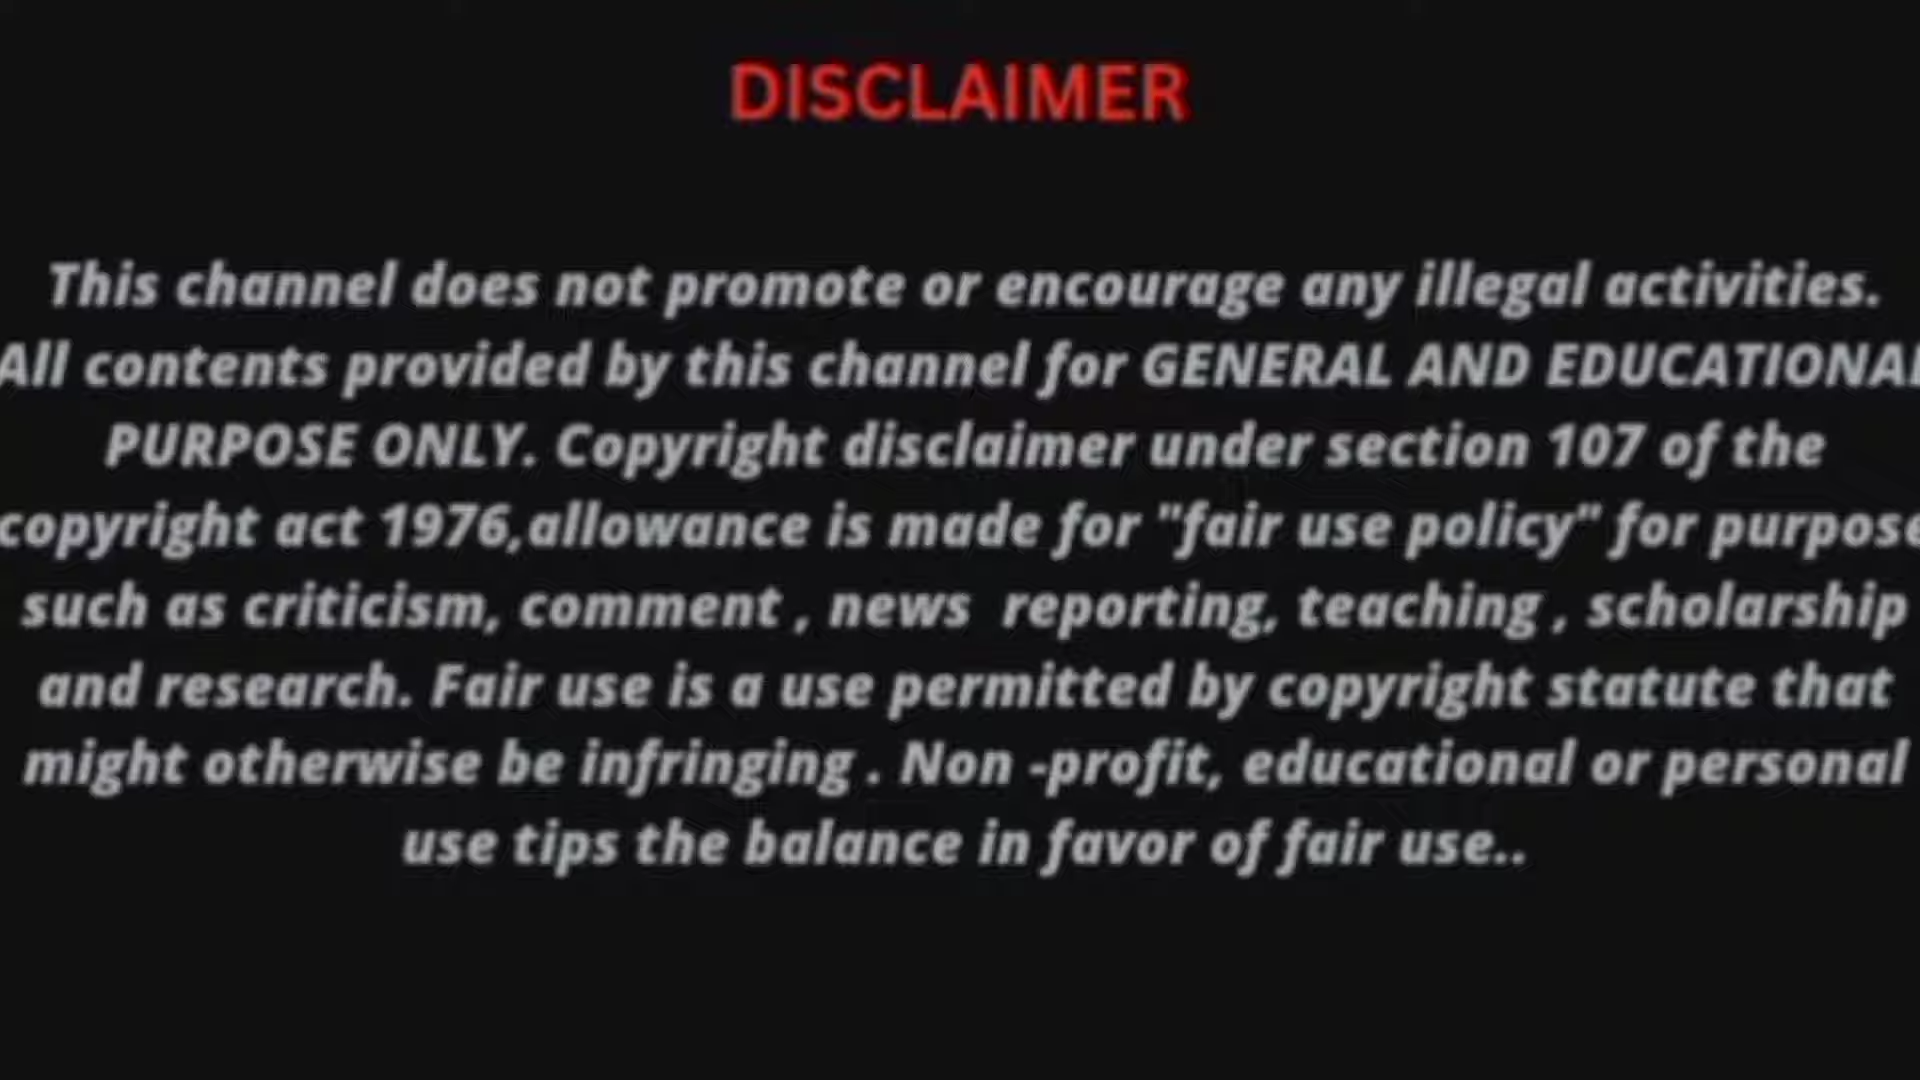 DISCLAIMER
This channel does not promote or encourage any illegal activities.
All contents provided by this channel for GENERAL AND EDUCATIONAL
PURPOSE ONLY. Copyright disclaimer under section 107 of the
copyright act 1976,allowance is made for "fair use policy" for purpose
such as criticism, comment , news  reporting, teaching , scholarship
and research. Fair use is a use permitted by copyright statute that
might otherwise be infringing . Non -profit, educational or personal
use tips the balance in favor of fair use..